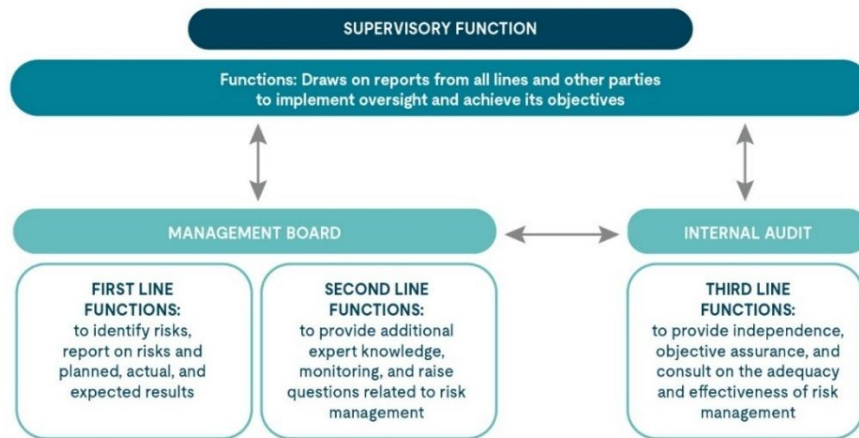 SUPERVISORY FUNCTION
Functions: Draws on reports from all lines and other parties
to implement oversight and achieve its objectives
MANAGEMENT BOARD
INTERNAL AUDIT
FIRST LINE
FUNCTIONS:
to identify risks,
report on risks and
planned, actual, and
expected results
SECOND LINE
FUNCTIONS:
to provide additional
expert knowledge,
monitoring, and raise
questions related to risk
management
THIRD LINE
FUNCTIONS:
to provide independence,
objective assurance, and
consult on the adequacy
and effectiveness of risk
management